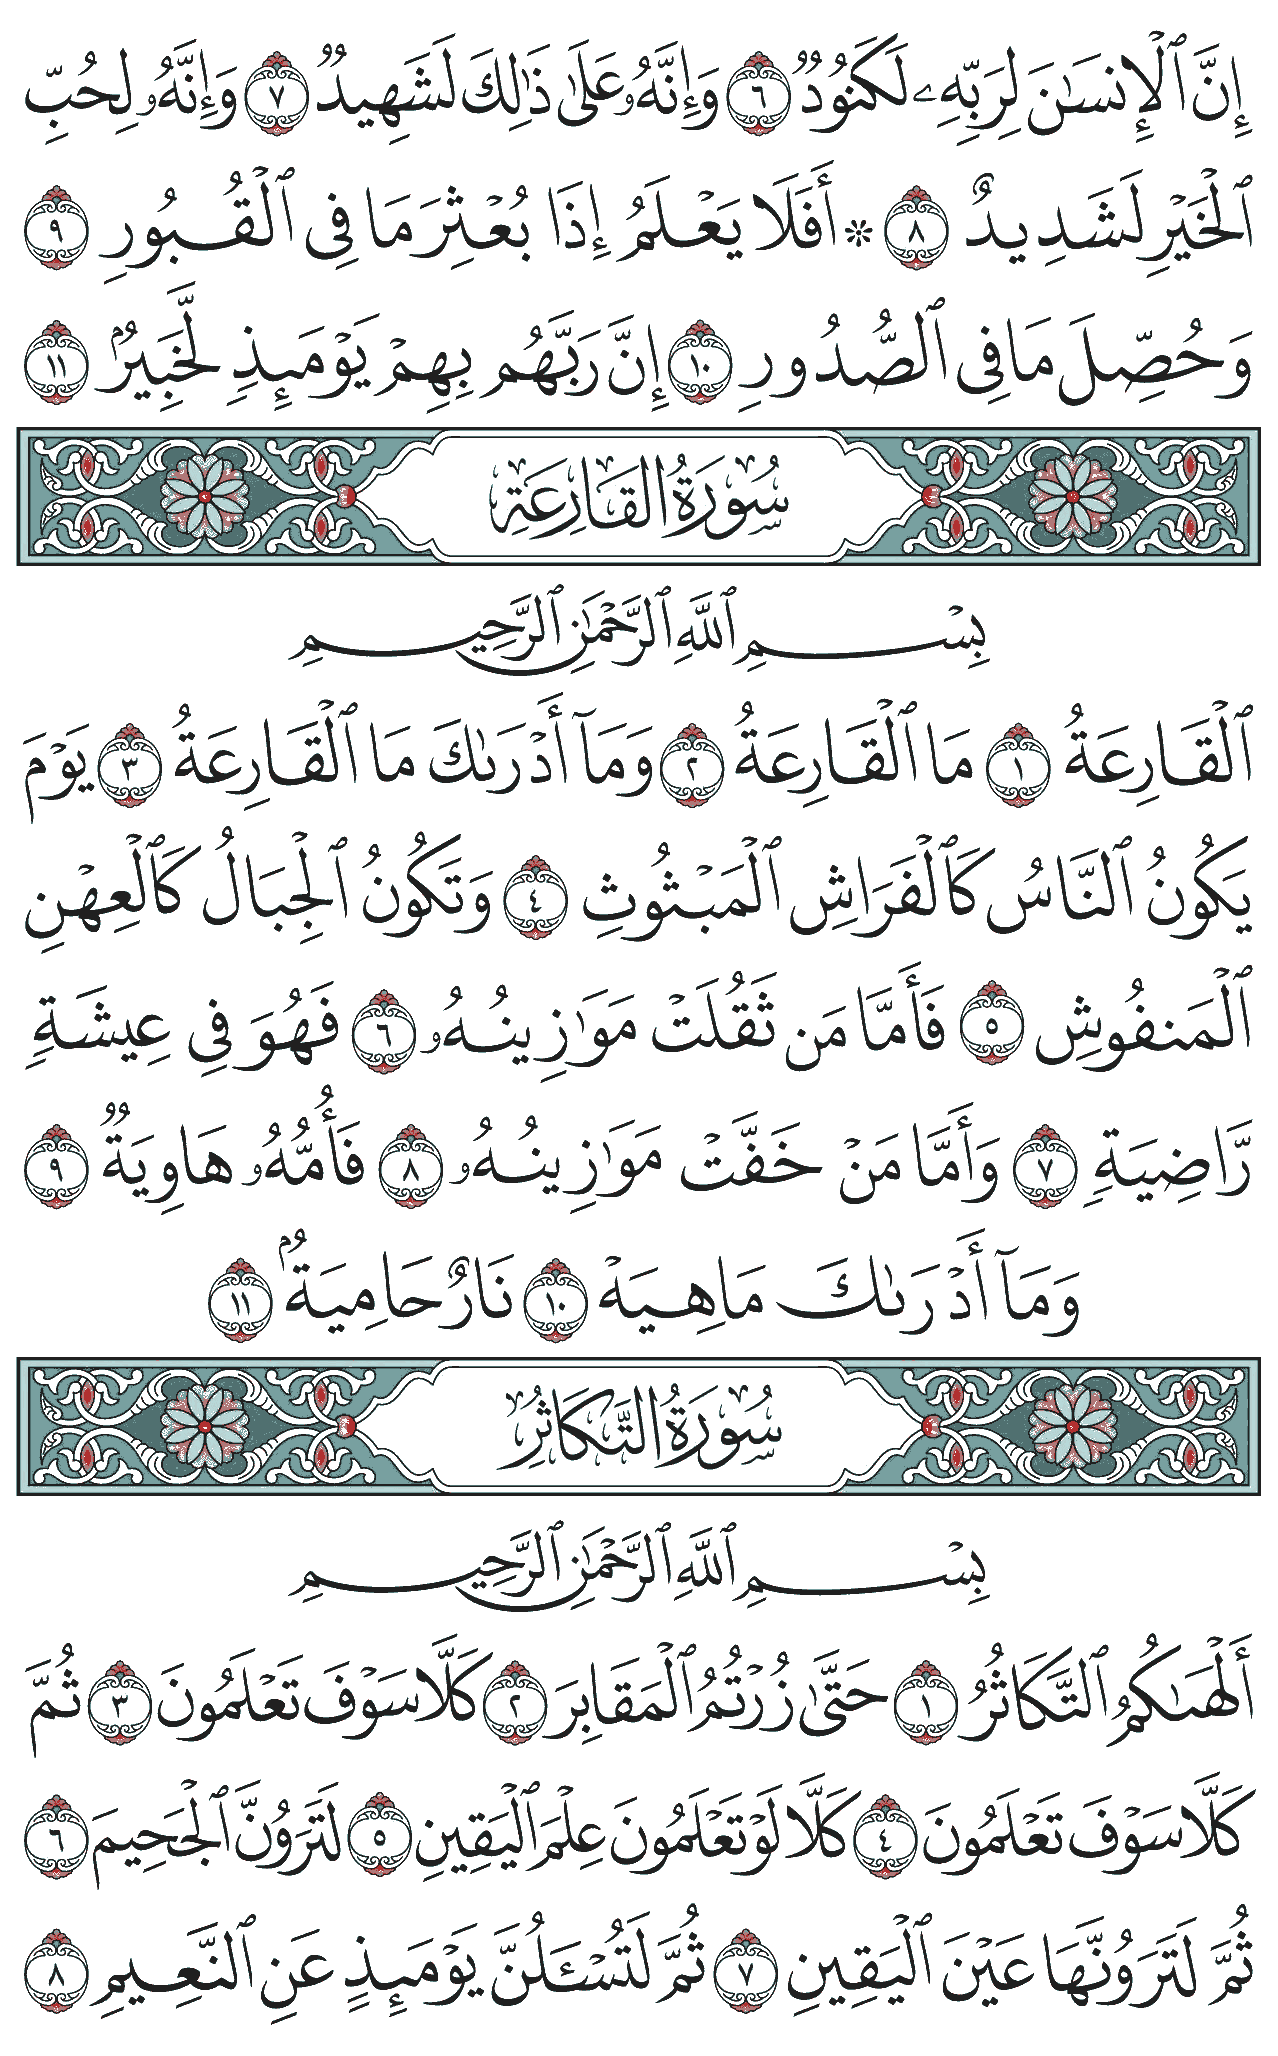 إِنَّ ٱلْإِنسَـٰنَ لِرَبِّهِۦ لَكَنُودٌۭ ٦ وَإِنَّهُۥ عَلَىٰ ذَٰلِكَ لَشَهِيدٌۭ ٧ وَإِنَّهُۥ لِحُبِّ
ٱلْخَيْرِ لَشَدِيدٌ ٨ ۞ أَفَلَا يَعْلَمُ إِذَا بُعْثِرَ مَا فِى ٱلْقُبُورِ ٩
وَحُصِّلَ مَا فِى ٱلصُّدُورِ ١٠ إِنَّ رَبَّهُم بِهِمْ يَوْمَئِذٍۢ لَّخَبِيرٌۢ ١١
سُورَةُ القَارِعَةِ
بِسْمِ ٱللَّهِ ٱلرَّحْمَـٰنِ ٱلرَّحِيمِ
ٱلْقَارِعَةُ ١ مَا ٱلْقَارِعَةُ ٢ وَمَآ أَدْرَىٰكَ مَا ٱلْقَارِعَةُ ٣ يَوْمَ
يَكُونُ ٱلنَّاسُ كَٱلْفَرَاشِ ٱلْمَبْثُوثِ ٤ وَتَكُونُ ٱلْجِبَالُ كَٱلْعِهْنِ
ٱلْمَنفُوشِ ٥ فَأَمَّا مَن ثَقُلَتْ مَوَٰزِينُهُۥ ٦ فَهُوَ فِى عِيشَةٍۢ
رَّاضِيَةٍۢ ٧ وَأَمَّا مَنْ خَفَّتْ مَوَٰزِينُهُۥ ٨ فَأُمُّهُۥ هَاوِيَةٌۭ ٩
وَمَآ أَدْرَىٰكَ مَا هِيَهْ ١٠ نَارٌ حَامِيَةٌۢ ١١
سُورَةُ التَّكَاثُرِ
بِسْمِ ٱللَّهِ ٱلرَّحْمَـٰنِ ٱلرَّحِيمِ
أَلْهَىٰكُمُ ٱلتَّكَاثُرُ ١ حَتَّىٰ زُرْتُمُ ٱلْمَقَابِرَ ٢ كَلَّا سَوْفَ تَعْلَمُونَ ٣ ثُمَّ
كَلَّا سَوْفَ تَعْلَمُونَ ٤ كَلَّا لَوْ تَعْلَمُونَ عِلْمَ ٱلْيَقِينِ ٥ لَتَرَوُنَّ ٱلْجَحِيمَ ٦
ثُمَّ لَتَرَوُنَّهَا عَيْنَ ٱلْيَقِينِ ٧ ثُمَّ لَتُسْـَٔلُنَّ يَوْمَئِذٍ عَنِ ٱلنَّعِيمِ ٨